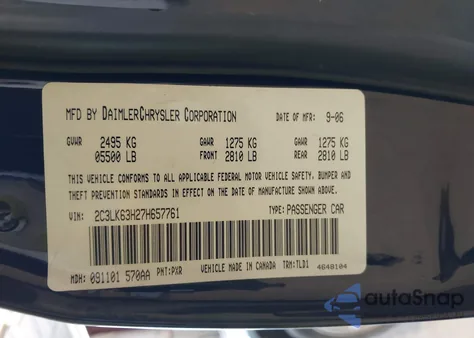 MFD BY DAIMLERCHRYSLER CORPORATION DATE OF MFR: 9-06
GVWR 2495 KG GAWR 1275 KG GAWR 1275 KG
05500 LB FRONT 2810 LB REAR 2810 LB
THIS VEHICLE CONFORMS TO ALL APPLICABLE FEDERAL MOTOR VEHICLE SAFETY, BUMPER AND
THEFT PREVENTION STANDARDS IN EFFECT ON THE DATE OF MANUFACTURE SHOWN ABOVE.
VIN: 2C3LK63H27H657761 TYPE: PASSENGER CAR
MDH: 091101 570AA PNT: PXR VEHICLE MADE IN CANADA TRM: TLD1 4648104
autoSnap